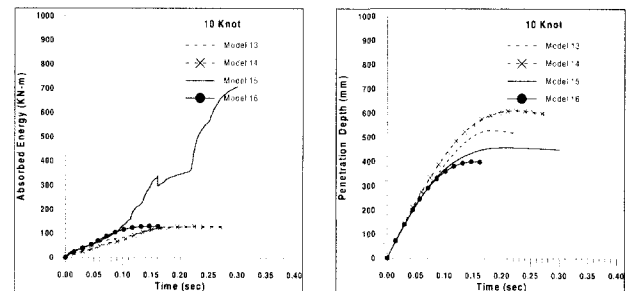 10 Knot
Model 13
Model 14
Model 15
Model 16
1000
900
800
700
600
500
400
300
200
100
0
0.00 0.05 0.10 0.15 0.20 0.25 0.30 0.35 0.40
Time (sec)
Absorbed Energy (KN-m)
10 Knot
Model 13
Model 14
Model 15
Model 16
1000
900
800
700
600
500
400
300
200
100
0
0.00 0.05 0.10 0.15 0.20 0.25 0.30 0.35 0.40
Time (sec)
Penetration Depth (mm)